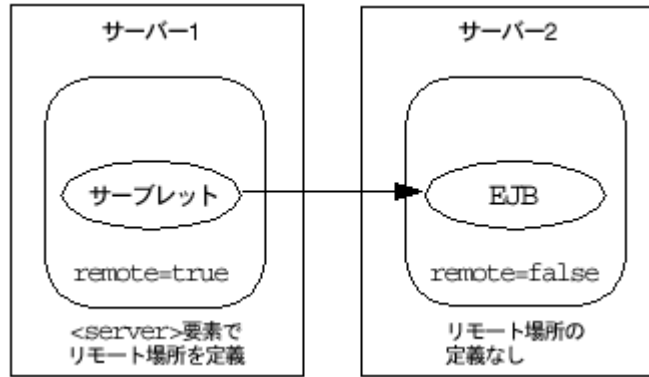 サーバー1
サーブレット
remote=true
<server>要素で
リモート場所を定義
サーバー2
EJB
remote=false
リモート場所の
定義なし